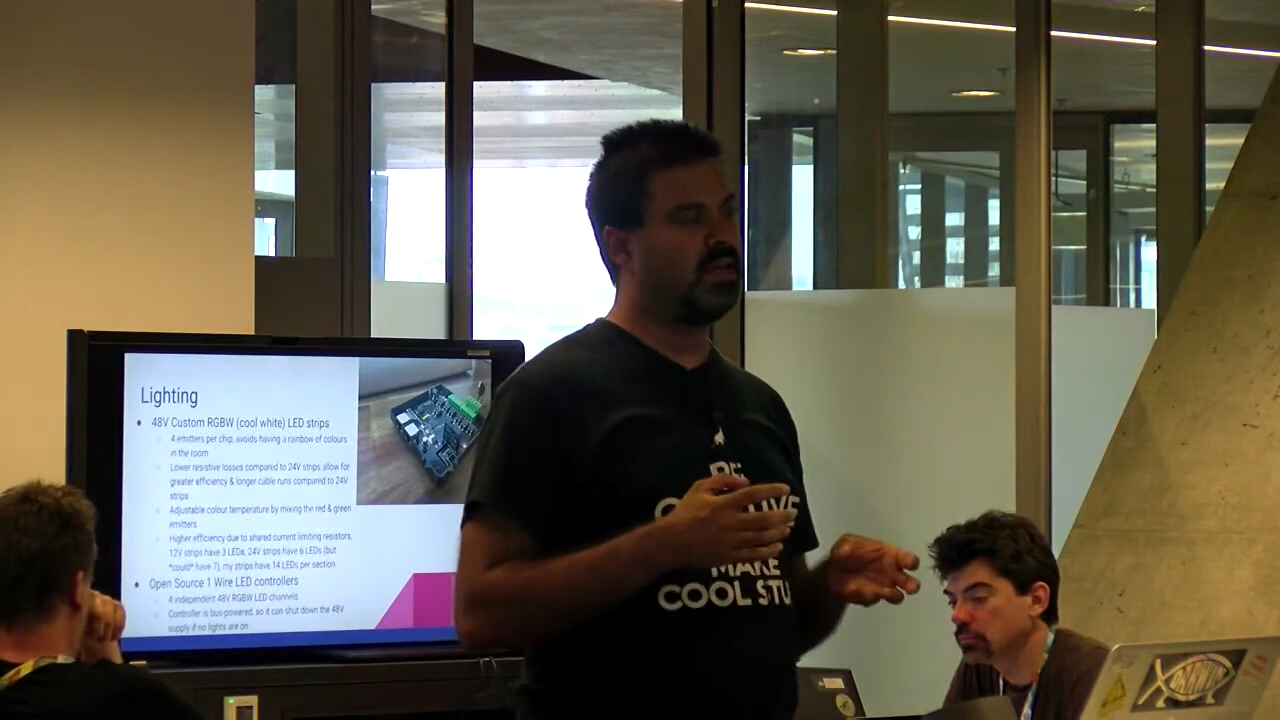 Lighting
48V Custom RGBW (cool white) LED strips
4 emitters per chip, avoids having a rainbow of colours
in the room
Lower resistive losses compared to 24V strips allow for
greater efficiency & longer cable runs compared to 24V
strips
Adjustable colour temperature by mixing the red & green
emitters
Higher efficiency due to shared current limiting resistors,
12V strips have 3 LEDs, 24V strips have 6 LEDs (but
*could* have 7), my strips have 14 LEDs per section
Open Source 1 Wire LED controllers
4 independent 48V RGBW LED channels
Controller is bus-powered, so it can shut down the 48V
supply if no lights are on
MAKE
COOL STU
DARWIN